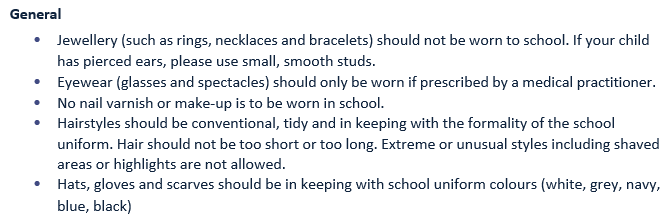 General
• Jewellery (such as rings, necklaces and bracelets) should not be worn to school. If your child
has pierced ears, please use small, smooth studs.
• Eyewear (glasses and spectacles) should only be worn if prescribed by a medical practitioner.
• No nail varnish or make-up is to be worn in school.
• Hairstyles should be conventional, tidy and in keeping with the formality of the school
uniform. Hair should not be too short or too long. Extreme or unusual styles including shaved
areas or highlights are not allowed.
• Hats, gloves and scarves should be in keeping with school uniform colours (white, grey, navy,
blue, black)